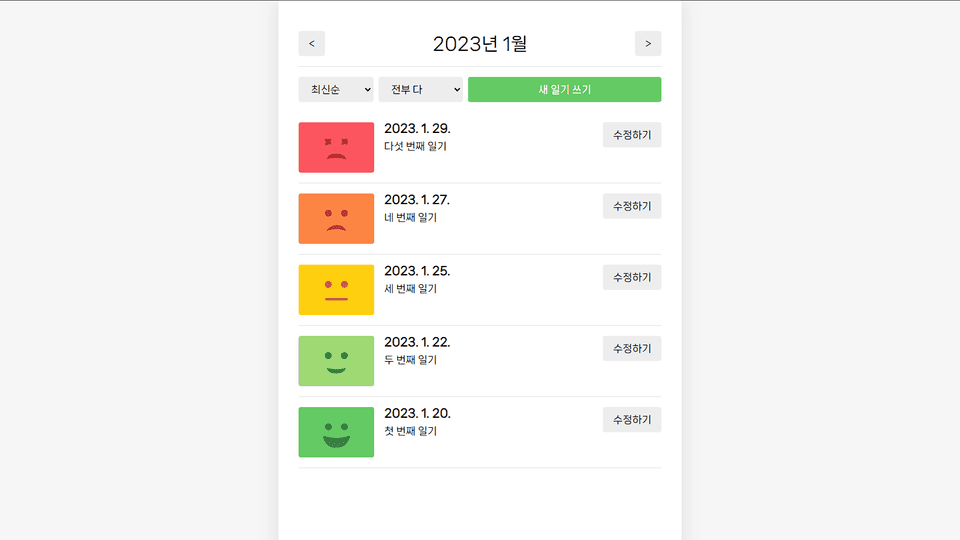 < 2023년 1월 >
최신순 전부 다 새 일기 쓰기
2023. 1. 29. 수정하기
다섯 번째 일기
2023. 1. 27. 수정하기
네 번째 일기
2023. 1. 25. 수정하기
세 번째 일기
2023. 1. 22. 수정하기
두 번째 일기
2023. 1. 20. 수정하기
첫 번째 일기